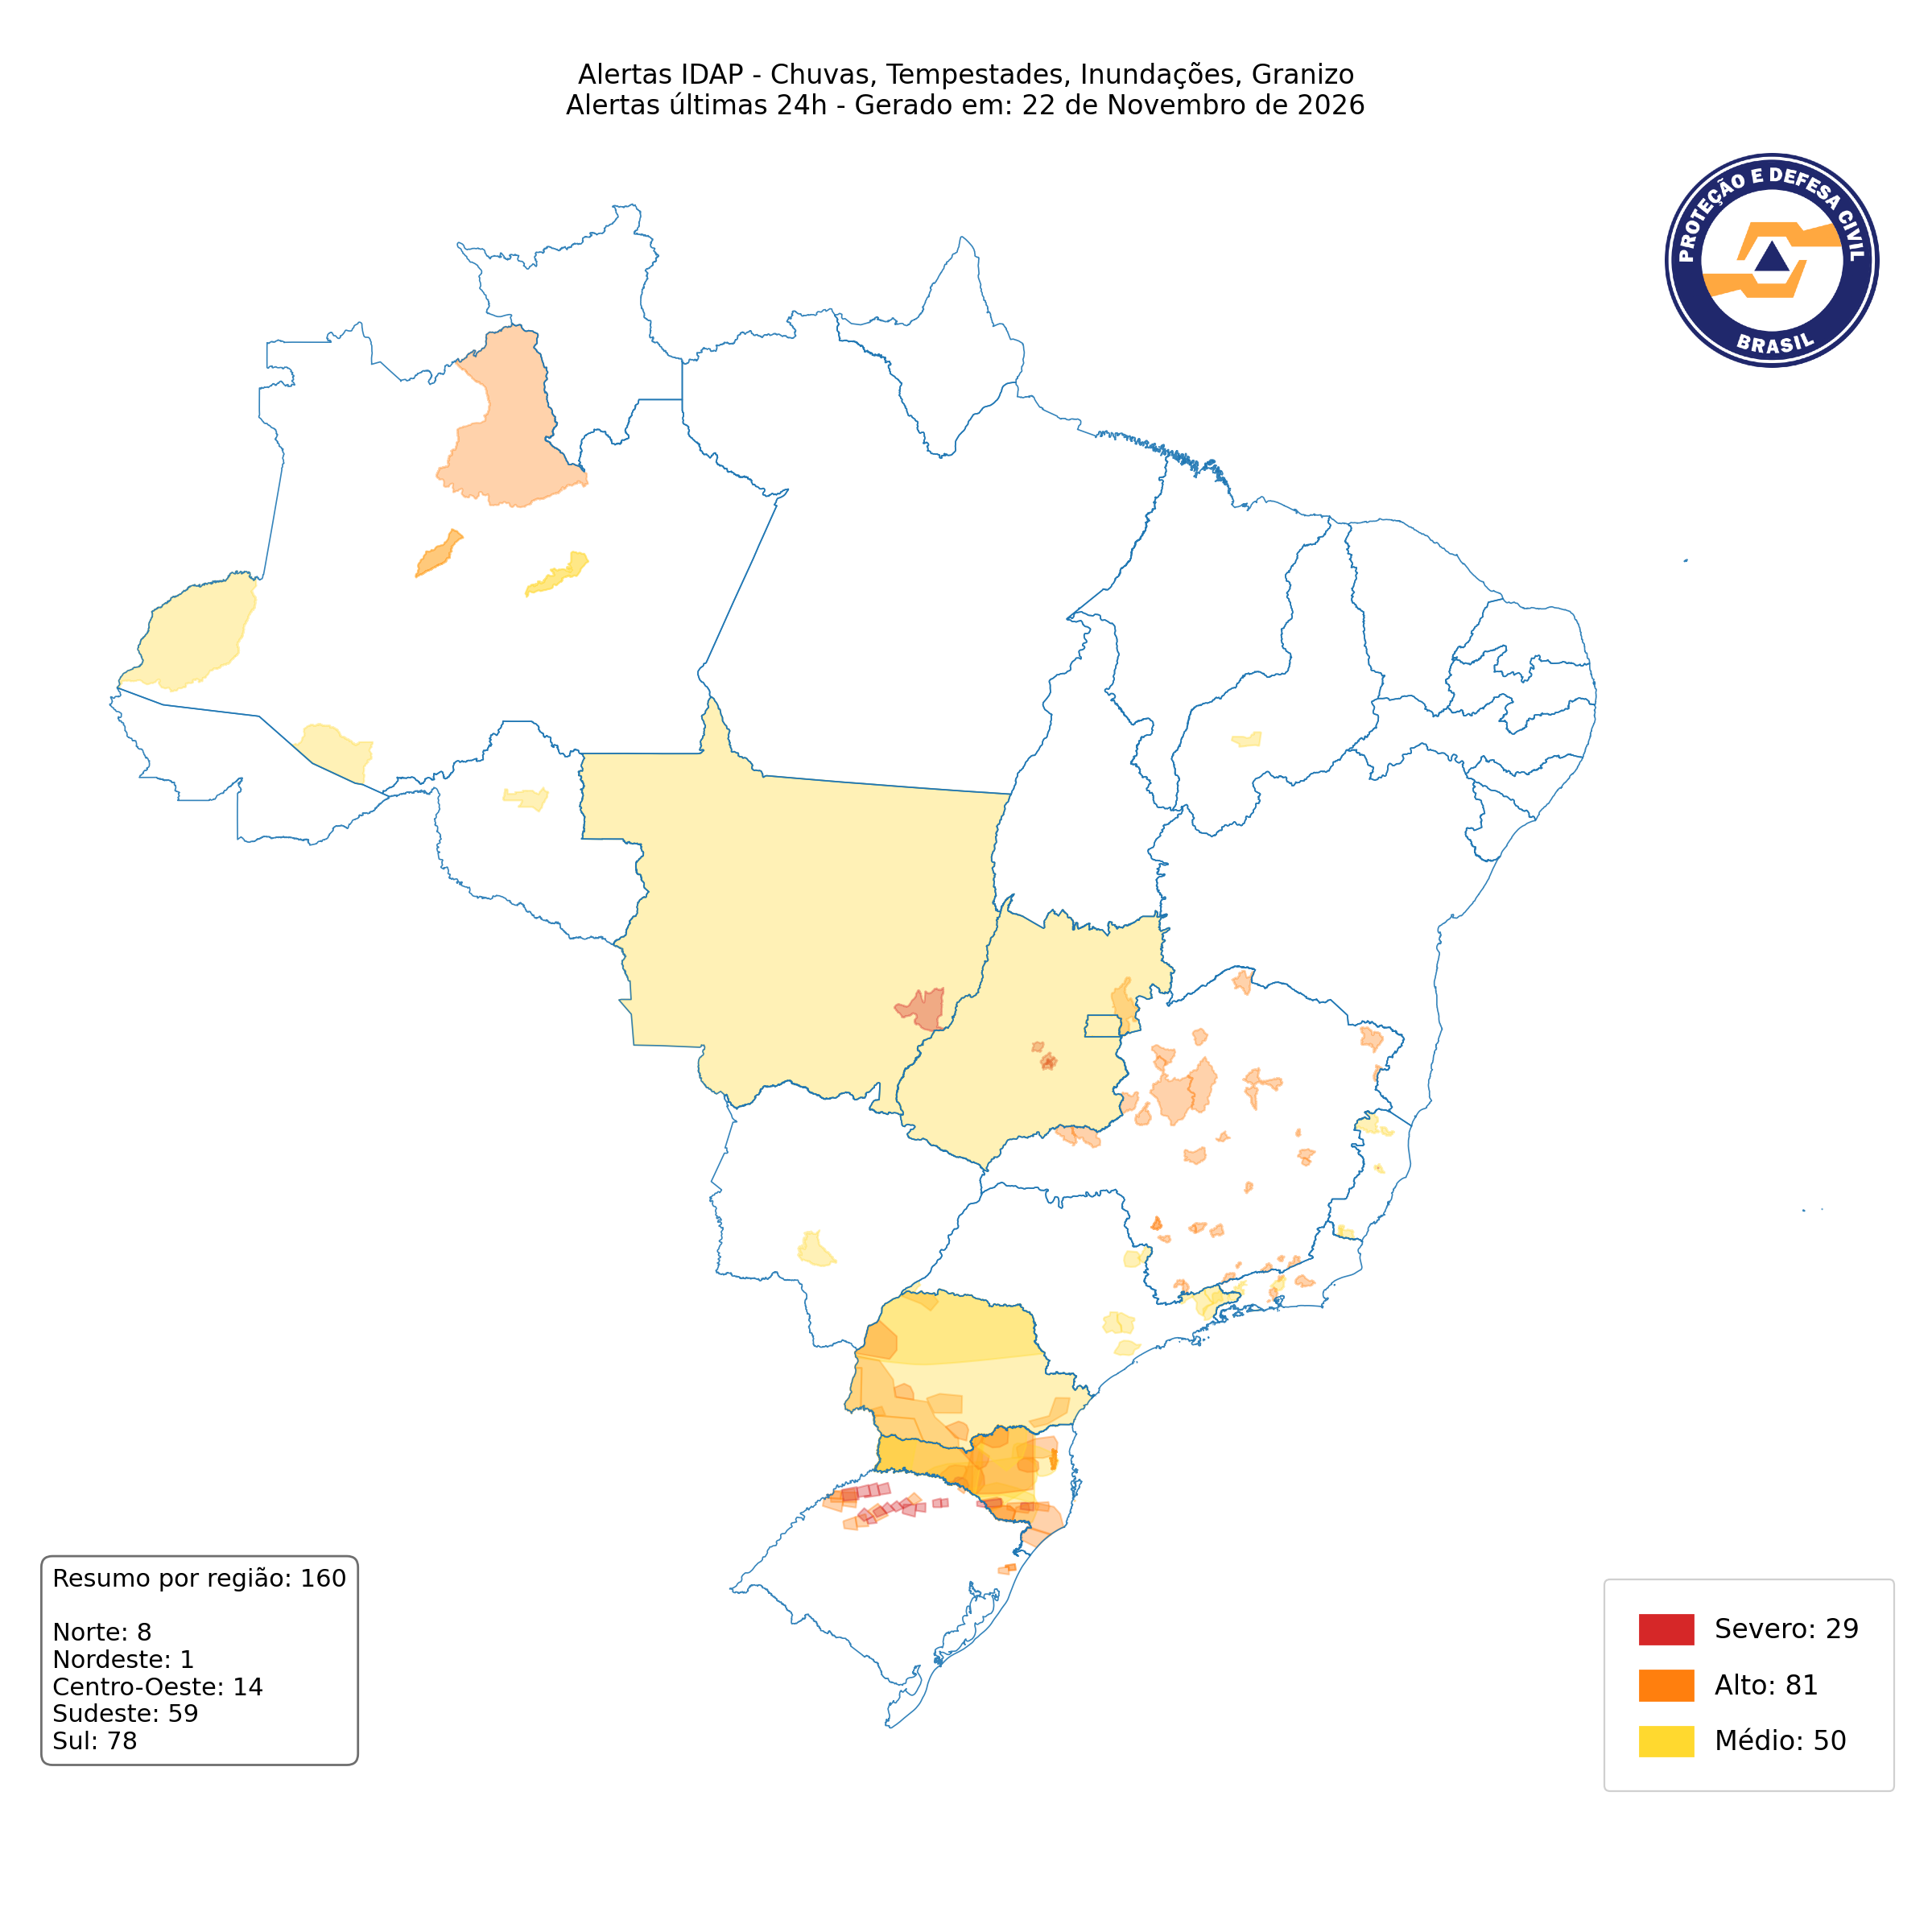 Alertas IDAP - Chuvas, Tempestades, Inundações, Granizo
Alertas últimas 24h - Gerado em: 22 de Novembro de 2026
PROTEÇÃO E DEFESA CIVIL
BRASIL
Resumo por região: 160
Norte: 8
Nordeste: 1
Centro-Oeste: 14
Sudeste: 59
Sul: 78
Severo: 29
Alto: 81
Médio: 50